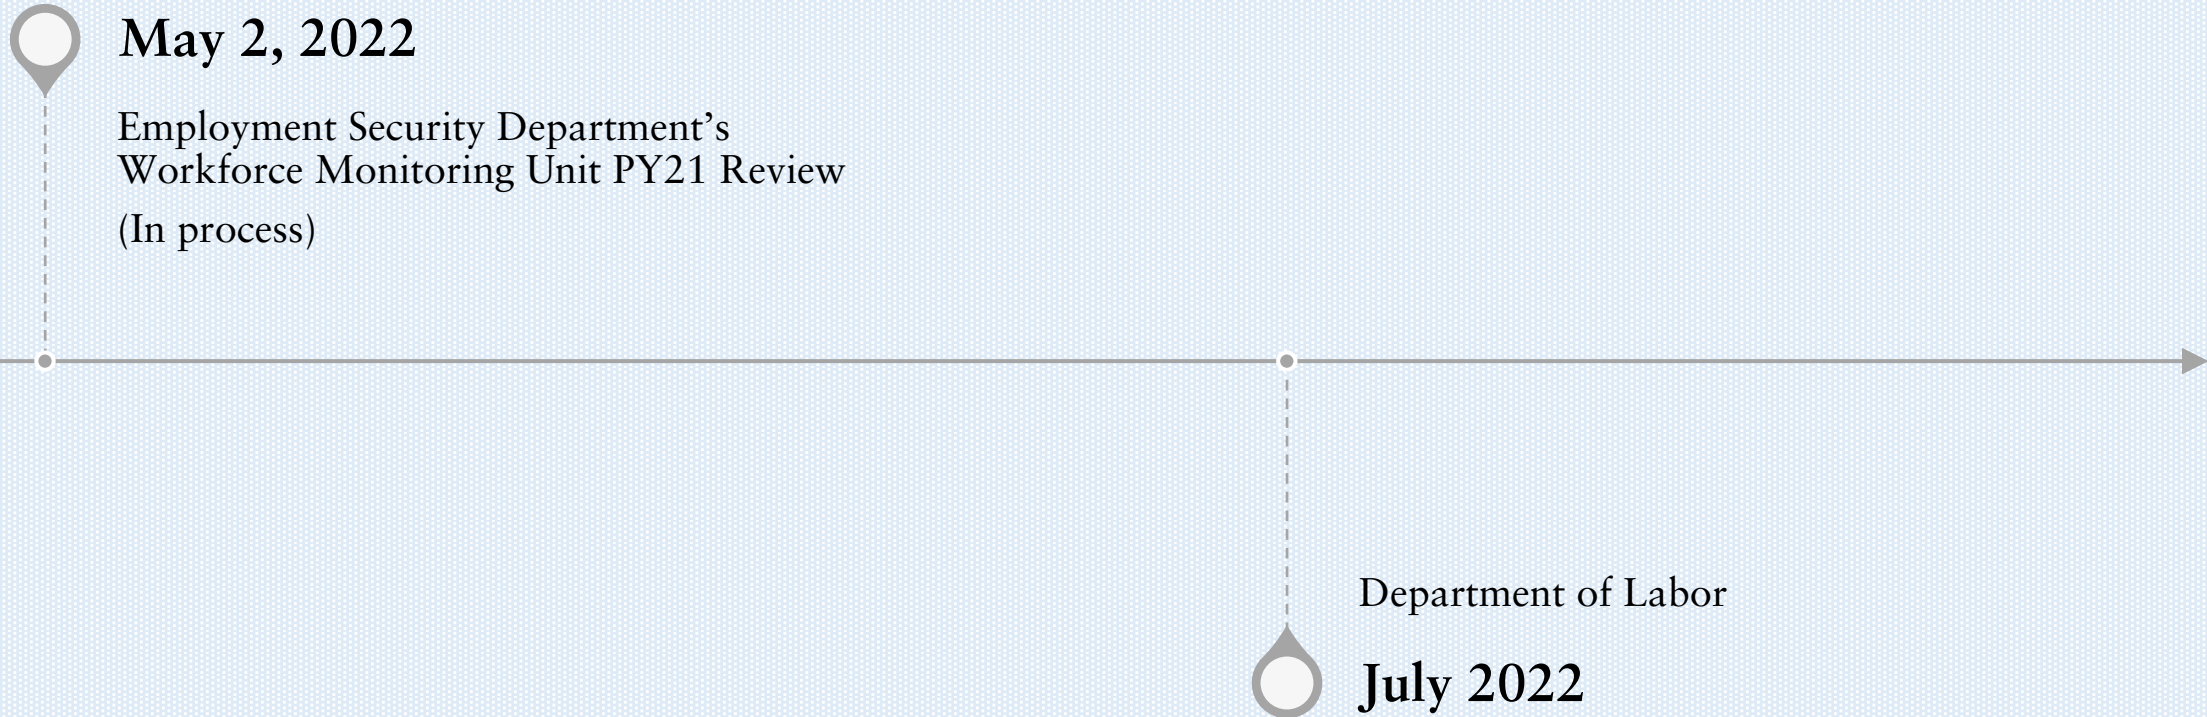 May 2, 2022
Employment Security Department’s
Workforce Monitoring Unit PY21 Review
(In process)
Department of Labor
July 2022